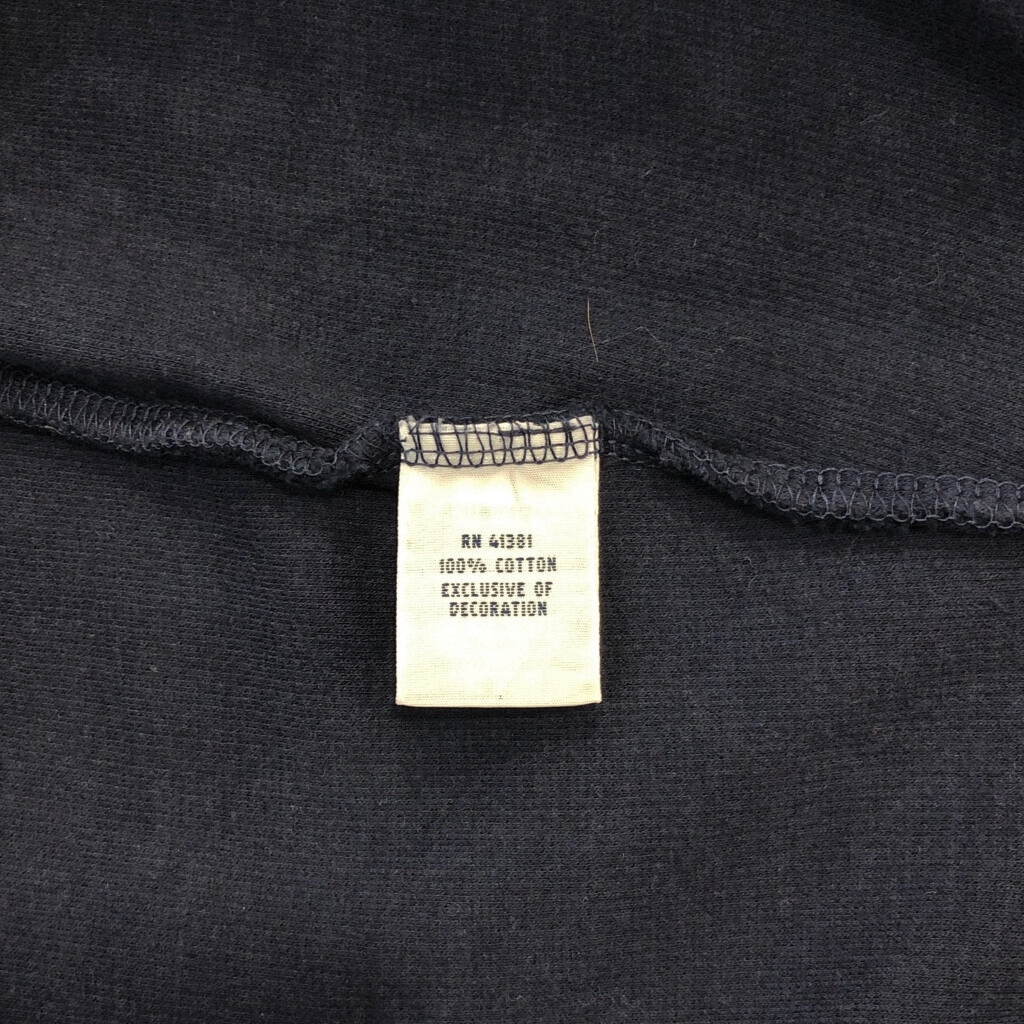 RN 41381
100% COTTON
EXCLUSIVE OF
DECORATION